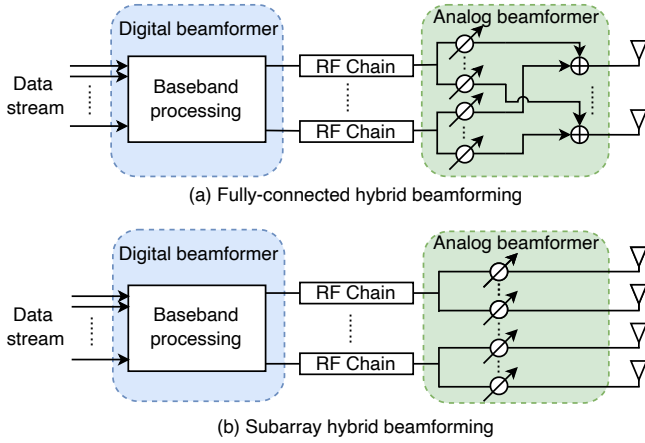 Digital beamformer
Analog beamformer
Data
stream
Baseband
processing
RF Chain
RF Chain
(a) Fully-connected hybrid beamforming
Digital beamformer
Analog beamformer
Data
stream
Baseband
processing
RF Chain
RF Chain
(b) Subarray hybrid beamforming